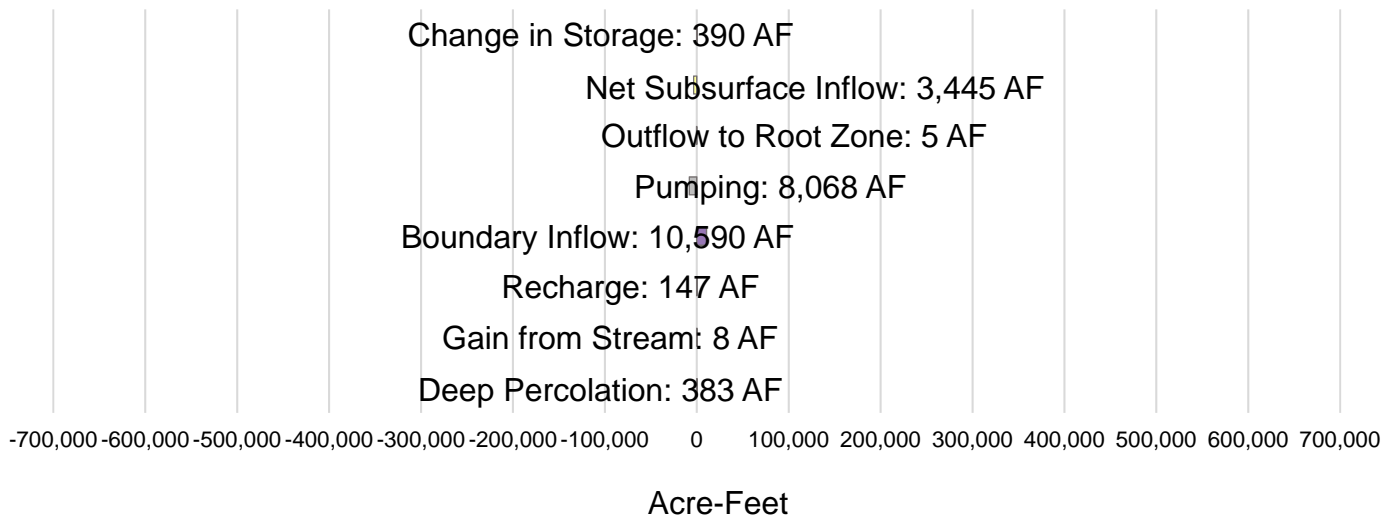 Change in Storage: 390 AF
Net Subsurface Inflow: 3,445 AF
Outflow to Root Zone: 5 AF
Pumping: 8,068 AF
Boundary Inflow: 10,590 AF
Recharge: 147 AF
Gain from Stream: 8 AF
Deep Percolation: 383 AF
-700,000 -600,000 -500,000 -400,000 -300,000 -200,000 -100,000 0 100,000 200,000 300,000 400,000 500,000 600,000 700,000
Acre-Feet